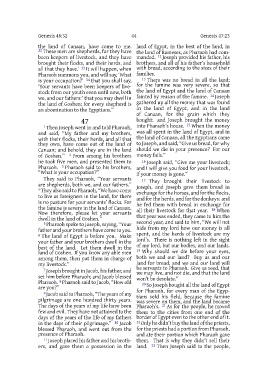 Genesis 46:32 44 Genesis 47:23
the land of Canaan, have come to me.
32 These men are shepherds, for they have
been keepers of livestock, and they have
brought their flocks, and their herds, and
all that they have.’ 33 It will happen, when
Pharaoh summons you, and will say, ‘What
is your occupation?’ 34 that you shall say,
‘Your servants have been keepers of live-
stock from our youth even until now, both
we, and our fathers:’ that you may dwell in
the land of Goshen; for every shepherd is
an abomination to the Egyptians.”
47
1 Then Joseph went in and told Pharaoh,
and said, “My father and my brothers,
with their flocks, their herds, and all that
they own, have come out of the land of
Canaan; and behold, they are in the land
of Goshen.” 2 From among his brothers
he took five men, and presented them to
Pharaoh. 3 Pharaoh said to his brothers,
“What is your occupation?”
They said to Pharaoh, “Your servants
are shepherds, both we, and our fathers.”
4 They also said to Pharaoh, “We have come
to live as foreigners in the land, for there
is no pasture for your servants’ flocks. For
the famine is severe in the land of Canaan.
Now therefore, please let your servants
dwell in the land of Goshen.”
5 Pharaoh spoke to Joseph, saying, “Your
father and your brothers have come to you.
6 The land of Egypt is before you. Make
your father and your brothers dwell in the
best of the land. Let them dwell in the
land of Goshen. If you know any able men
among them, then put them in charge of
my livestock.”
7 Joseph brought in Jacob, his father, and
set him before Pharaoh; and Jacob blessed
Pharaoh. 8 Pharaoh said to Jacob, “How old
are you?”
9 Jacob said to Pharaoh, “The years of my
pilgrimage are one hundred thirty years.
The days of the years of my life have been
few and evil. They have not attained to the
days of the years of the life of my fathers
in the days of their pilgrimage.” 10 Jacob
blessed Pharaoh, and went out from the
presence of Pharaoh.
11 Joseph placed his father and his broth-
ers, and gave them a possession in the
land of Egypt, in the best of the land, in
the land of Rameses, as Pharaoh had com-
manded. 12 Joseph provided his father, his
brothers, and all of his father’s household
with bread, according to the sizes of their
families.
13 There was no bread in all the land;
for the famine was very severe, so that
the land of Egypt and the land of Canaan
fainted by reason of the famine. 14 Joseph
gathered up all the money that was found
in the land of Egypt, and in the land
of Canaan, for the grain which they
bought: and Joseph brought the money
into Pharaoh’s house. 15 When the money
was all spent in the land of Egypt, and in
the land of Canaan, all the Egyptians came
to Joseph, and said, “Give us bread, for why
should we die in your presence? For our
money fails.”
16 Joseph said, “Give me your livestock;
and I will give you food for your livestock,
if your money is gone.”
17 They brought their livestock to
Joseph, and Joseph gave them bread in
exchange for the horses, and for the flocks,
and for the herds, and for the donkeys: and
he fed them with bread in exchange for
all their livestock for that year. 18 When
that year was ended, they came to him the
second year, and said to him, “We will not
hide from my lord how our money is all
spent, and the herds of livestock are my
lord’s. There is nothing left in the sight
of my lord, but our bodies, and our lands.
19 Why should we die before your eyes,
both we and our land? Buy us and our
land for bread, and we and our land will
be servants to Pharaoh. Give us seed, that
we may live, and not die, and that the land
won’t be desolate.”
20 So Joseph bought all the land of Egypt
for Pharaoh, for every man of the Egyp-
tians sold his field, because the famine
was severe on them, and the land became
Pharaoh’s. 21 As for the people, he moved
them to the cities from one end of the
border of Egypt even to the other end of it.
22 Only he didn’t buy the land of the priests,
for the priests had a portion from Pharaoh,
and ate their portion which Pharaoh gave
them. That is why they didn’t sell their
land. 23 Then Joseph said to the people,